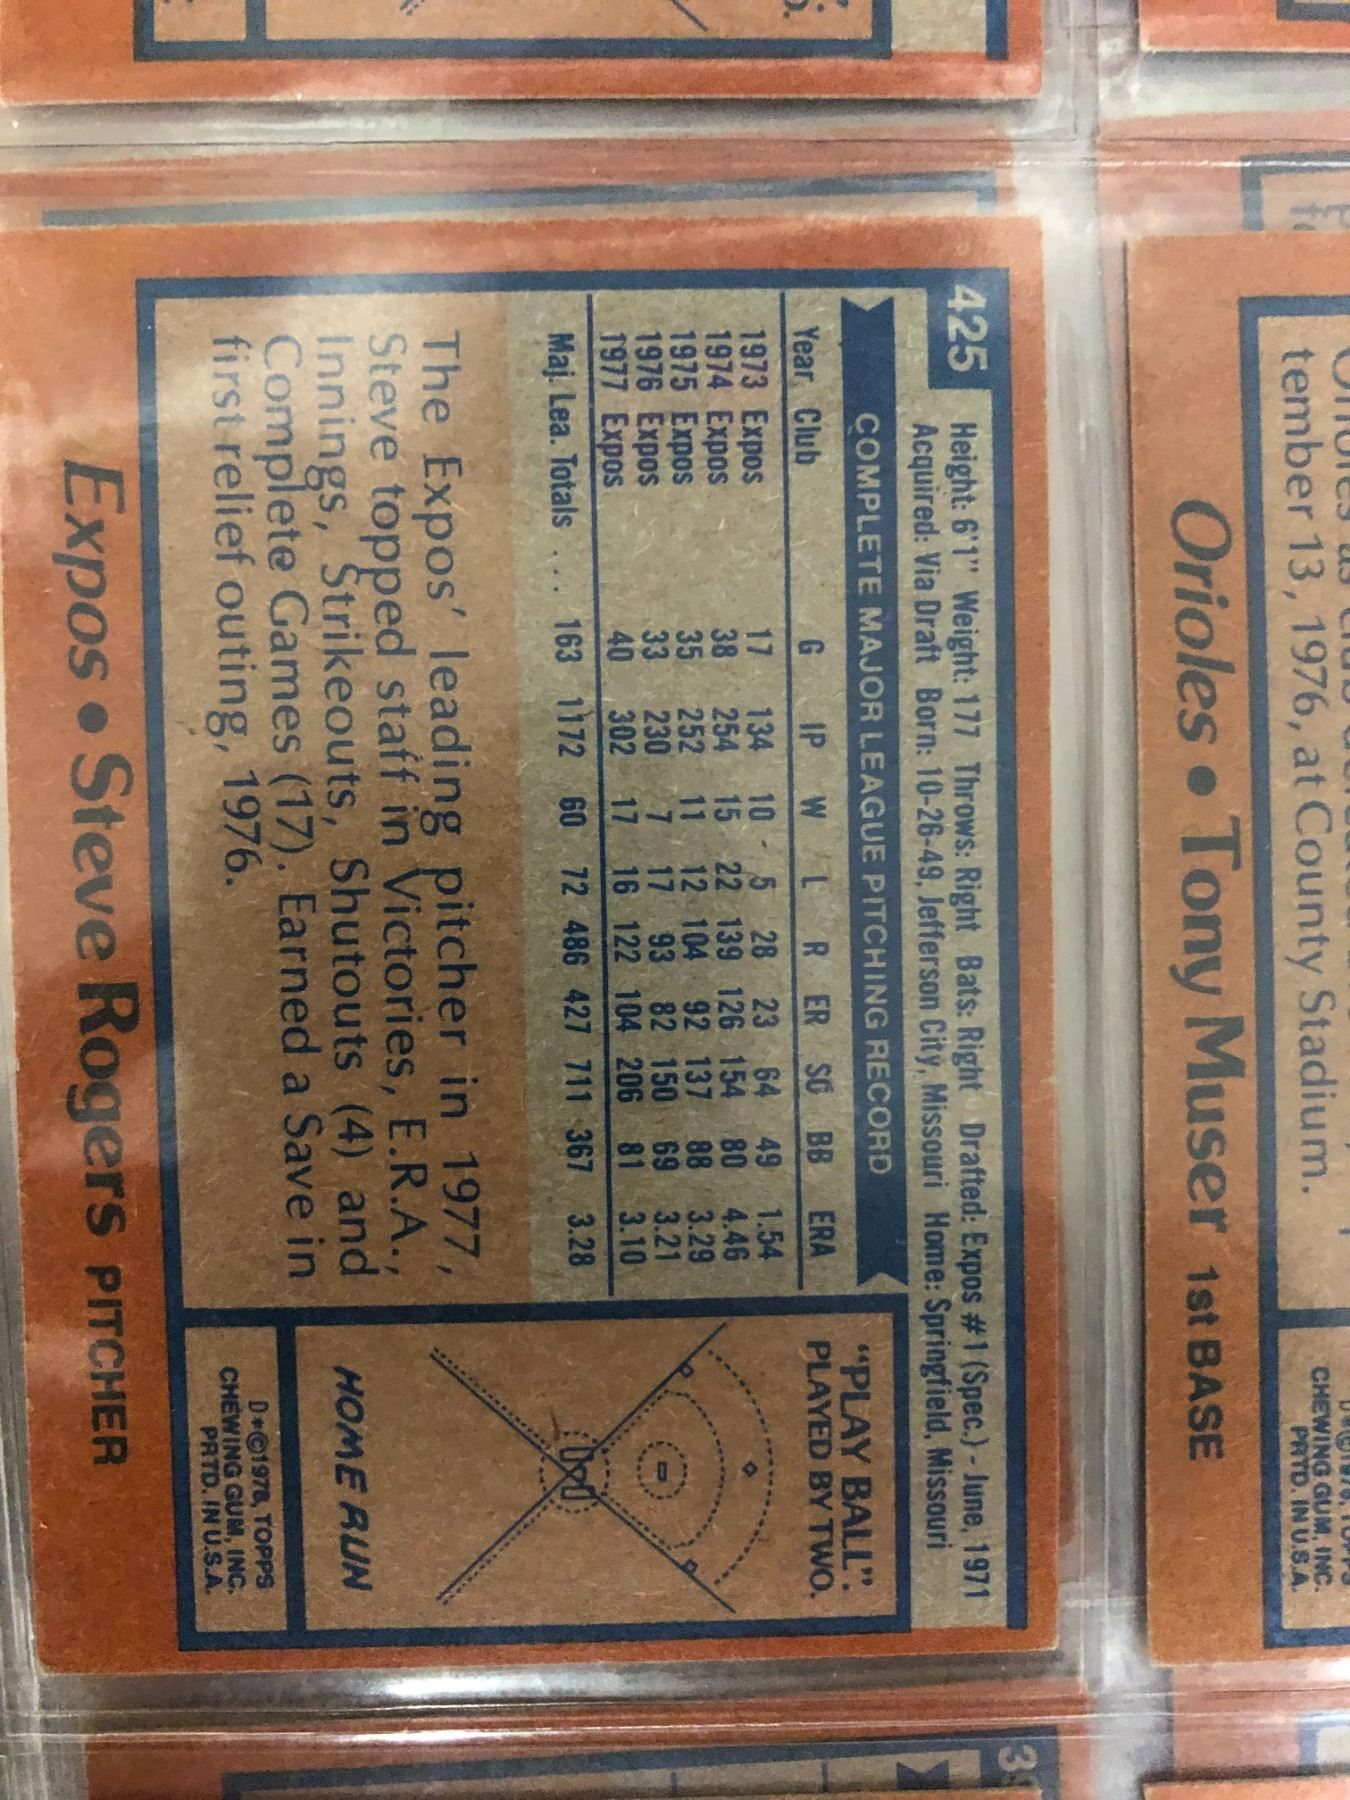 425
Height: 6'1" Weight: 177 Throws: Right Bats: Right Drafted: Expos #1 (Spec.) - June, 1971
Acquired: Via Draft Born: 10-26-49, Jefferson City, Missouri Home: Springfield, Missouri
COMPLETE MAJOR LEAGUE PITCHING RECORD
Year Club G IP W L R ER SO BB ERA
1973 Expos 17 134 10 5 28 23 64 49 1.54
1974 Expos 38 254 15 22 139 126 154 80 4.46
1975 Expos 35 252 11 12 104 92 137 88 3.29
1976 Expos 33 230 7 17 93 82 150 69 3.21
1977 Expos 40 302 17 16 122 104 206 81 3.10
Maj. Lea. Totals ... 163 1172 60 72 486 427 711 367 3.28
The Expos' leading pitcher in 1977,
Steve topped staff in Victories, E.R.A.,
Innings, Strikeouts, Shutouts (4) and
Complete Games (17). Earned a Save in
first relief outing, 1976.
"PLAY BALL":
PLAYED BY TWO.
HOME RUN
D*©1978, TOPPS
CHEWING GUM, INC.
PRTD. IN U.S.A.
Expos • Steve Rogers PITCHER
tember 13, 1976, at County Stadium.
CHEWING GUM, INC.
PRTD. IN U.S.A.
Orioles • Tony Muser 1st BASE